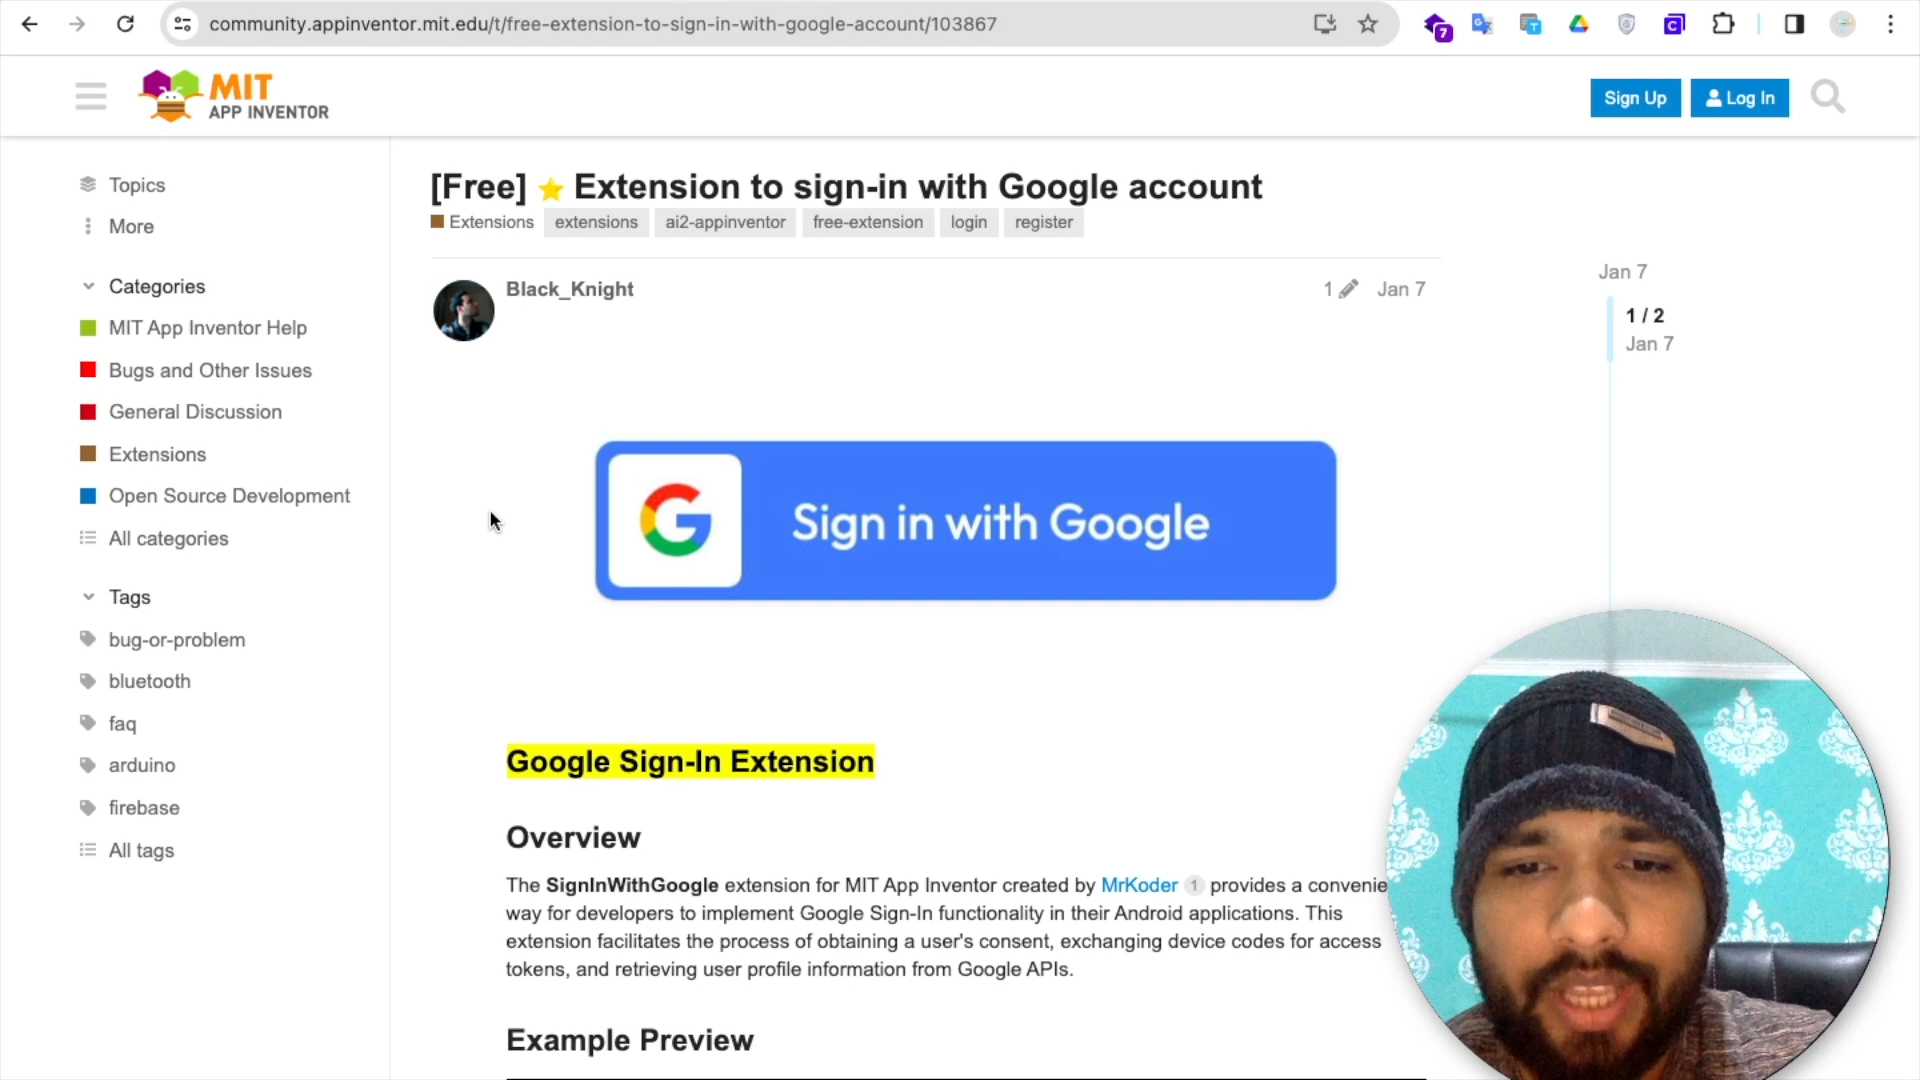 community.appinventor.mit.edu/t/free-extension-to-sign-in-with-google-account/103867
7
MIT
APP INVENTOR
Sign Up
Log In
Topics
More
Categories
MIT App Inventor Help
Bugs and Other Issues
General Discussion
Extensions
Open Source Development
All categories
Tags
bug-or-problem
bluetooth
faq
arduino
firebase
All tags
[Free] ⭐ Extension to sign-in with Google account
Extensions extensions ai2-appinventor free-extension login register
Black_Knight
1 Jan 7
Jan 7
1 / 2
Jan 7
Sign in with Google
Google Sign-In Extension
Overview
The SignInWithGoogle extension for MIT App Inventor created by MrKoder 1 provides a convenie
way for developers to implement Google Sign-In functionality in their Android applications. This
extension facilitates the process of obtaining a user's consent, exchanging device codes for access
tokens, and retrieving user profile information from Google APIs.
Example Preview